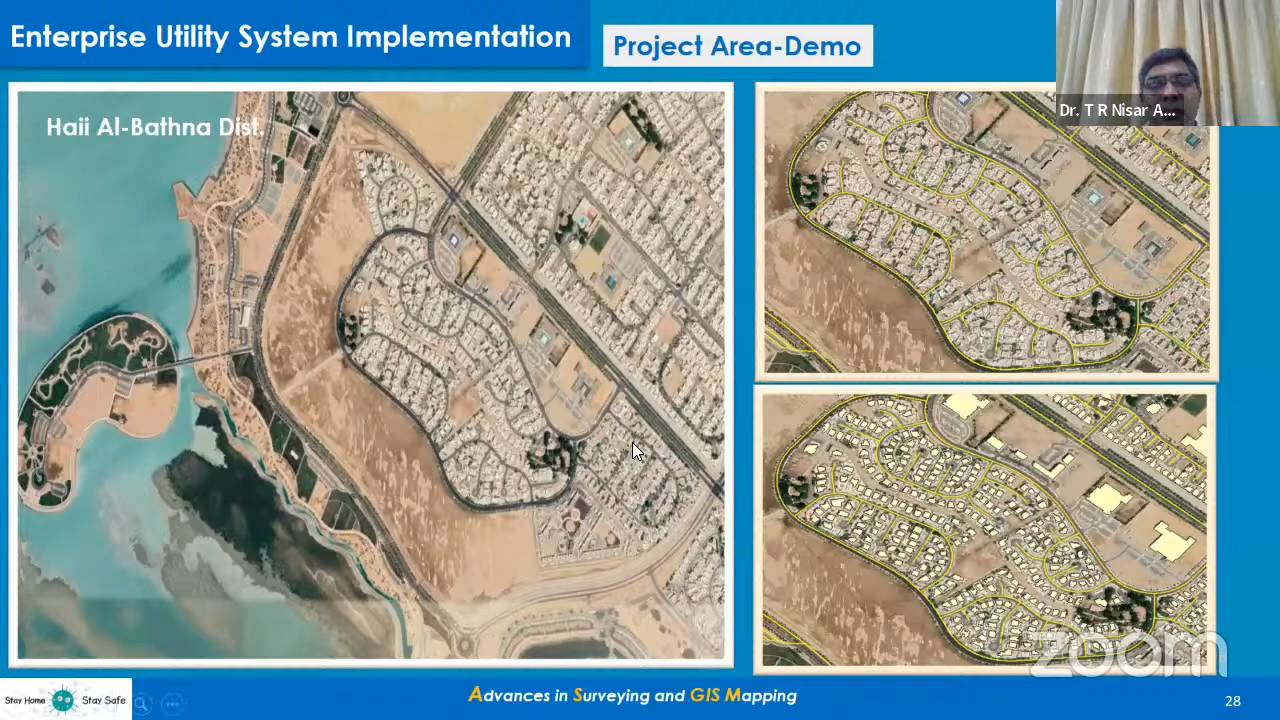 Enterprise Utility System Implementation
Project Area-Demo
Dr. T R Nisar A...
Haii Al-Bathna Dist.
zoom
Stay Home
Stay Safe
Advances in Surveying and GIS Mapping
28